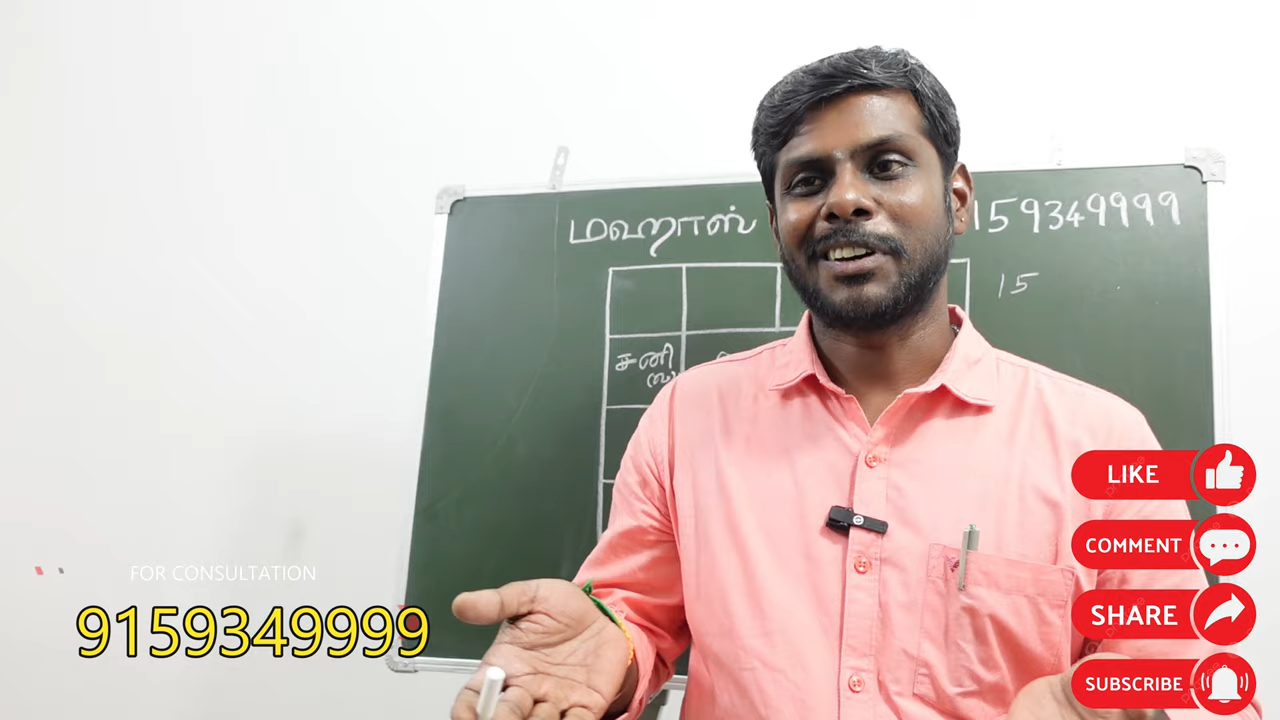 மஹாஸ் 159349999
15
சனி
FOR CONSULTATION
9159349999
LIKE
COMMENT
SHARE
SUBSCRIBE